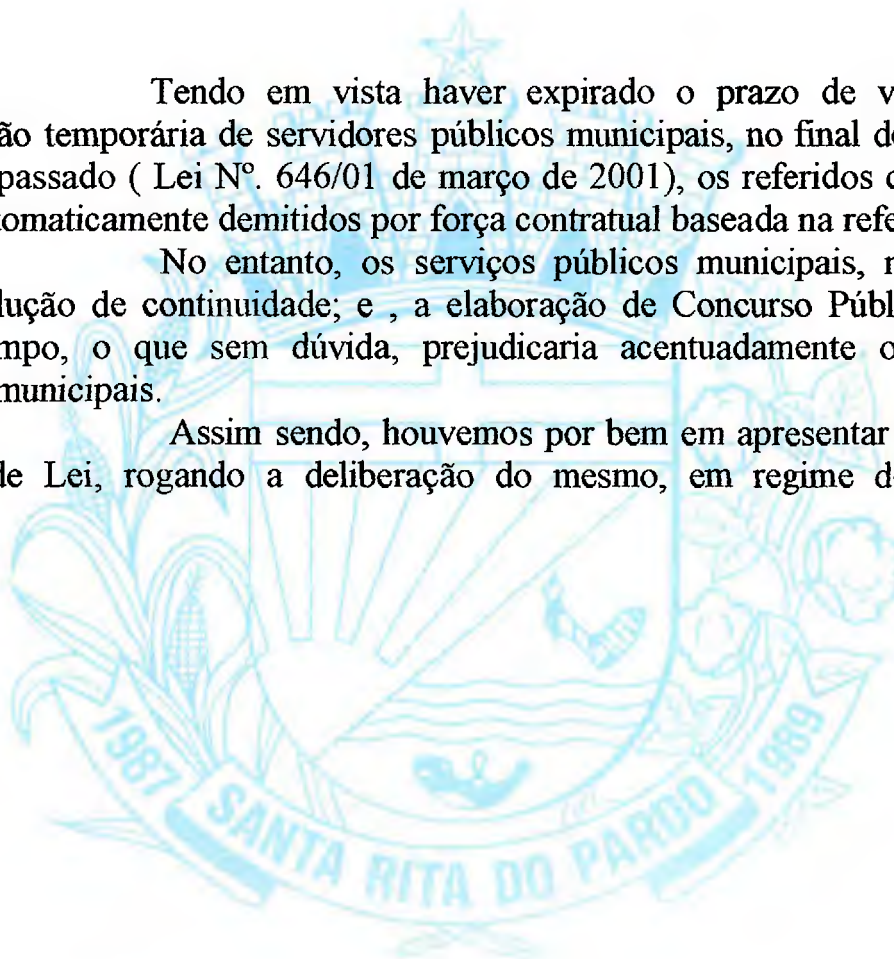 Tendo em vista haver expirado o prazo de v
ão temporária de servidores públicos municipais, no final d
passado ( Lei Nº. 646/01 de março de 2001), os referidos c
tomaticamente demitidos por força contratual baseada na refe
No entanto, os serviços públicos municipais, n
lução de continuidade; e , a elaboração de Concurso Públ
mpo, o que sem dúvida, prejudicaria acentuadamente o
municipais.
Assim sendo, houvemos por bem em apresentar
de Lei, rogando a deliberação do mesmo, em regime d
1987 SANTA RITA DO PARDO 1989